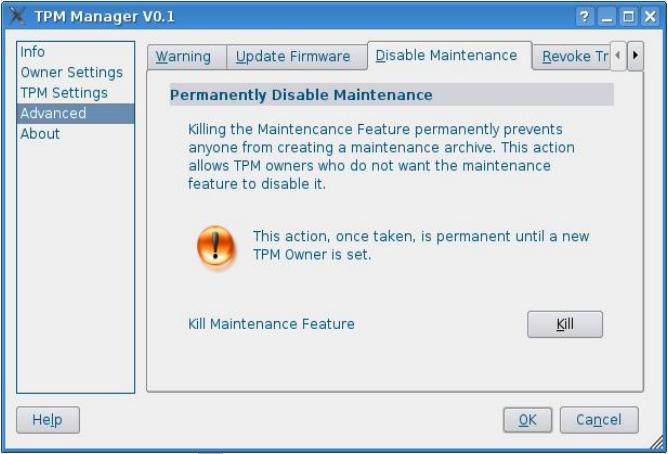 TPM Manager V0.1
Info
Owner Settings
TPM Settings
Advanced
About
Warning
Update Firmware
Disable Maintenance
Revoke Tr
Permanently Disable Maintenance
Killing the Maintencance Feature permanently prevents
anyone from creating a maintenance archive. This action
allows TPM owners who do not want the maintenance
feature to disable it.
This action, once taken, is permanent until a new
TPM Owner is set.
Kill Maintenance Feature
Kill
Help
OK
Cancel